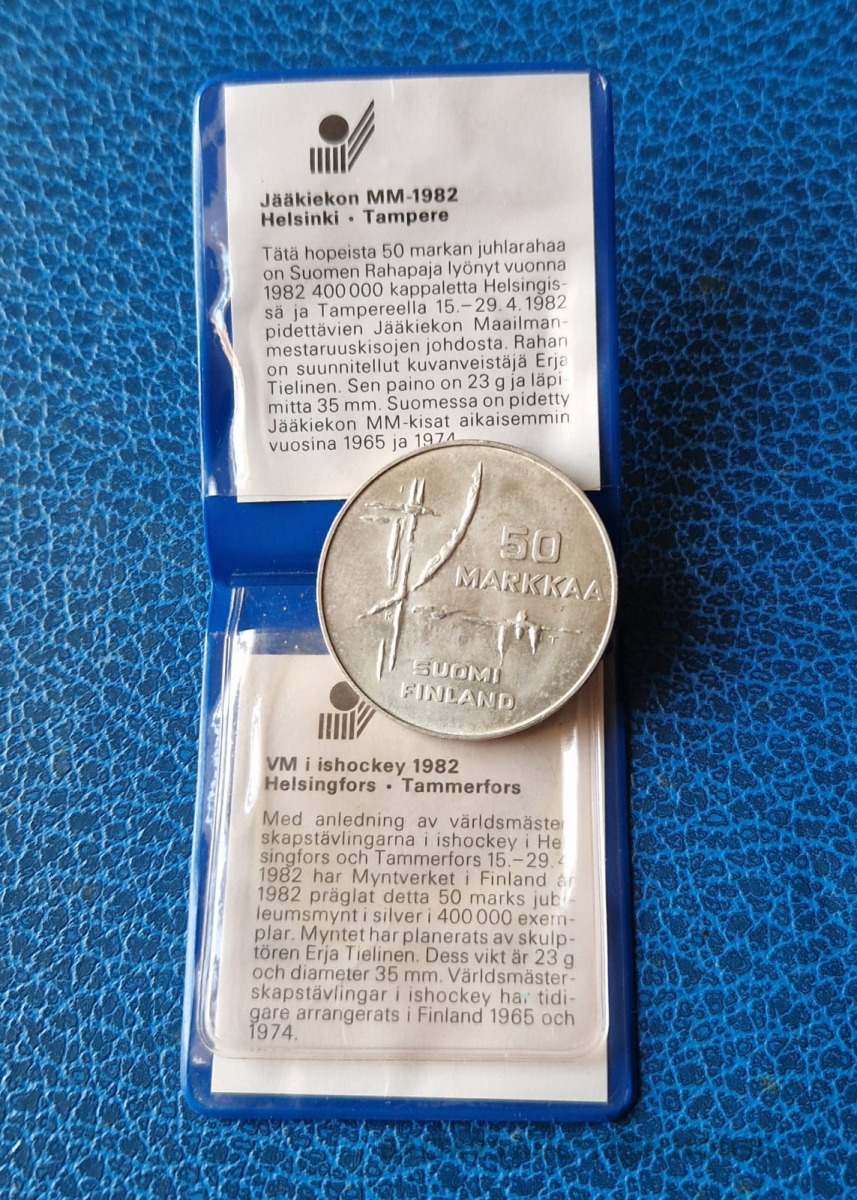 Jääkiekon MM-1982
Helsinki • Tampere
Tätä hopeista 50 markan juhlarahaa
on Suomen Rahapaja lyönyt vuonna
1982 400 000 kappaletta Helsingis-
sä ja Tampereella 15.–29.4.1982
pidettävien Jääkiekon Maailman-
mestaruuskisojen johdosta. Rahan
on suunnitellut kuvanveistäjä Erja
Tielinen. Sen paino on 23 g ja läpi-
mitta 35 mm. Suomessa on pidetty
Jääkiekon MM-kisat aikaisemmin
vuosina 1965 ja 1974
50
MARKKAA
T
SUOMI
FINLAND
VM i ishockey 1982
Helsingfors • Tammerfors
Med anledning av världsmäster
skapstävlingarna i ishockey i Hel
singfors och Tammerfors 15.–29.4
1982 har Myntverket i Finland år
1982 präglat detta 50 marks jubi-
leumsmynt i silver i 400 000 exem-
plar. Myntet har planerats av skulp-
tören Erja Tielinen. Dess vikt är 23 g
och diameter 35 mm. Världsmäster-
skapstävlingar i ishockey har tidi-
gare arrangerats i Finland 1965 och
1974.